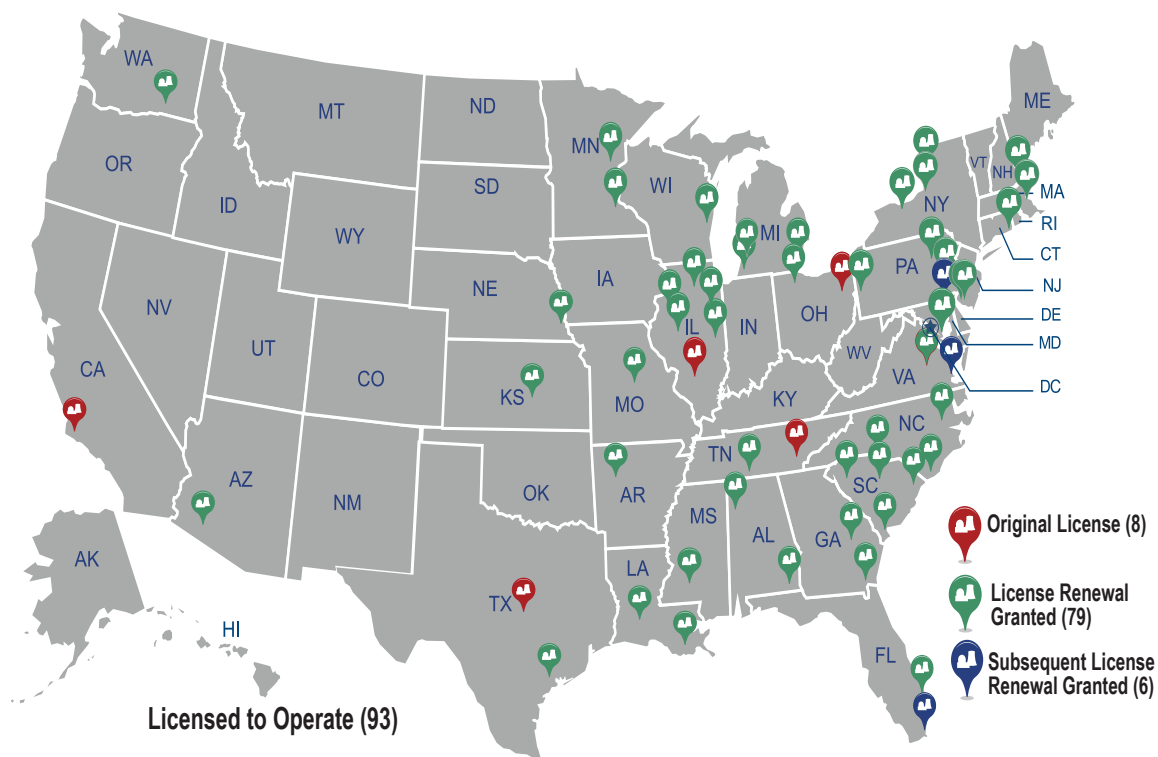 WA
MT
ND
MN
ME
OR
ID
SD
WI
MI
VT
NH
NY
MA
RI
CT
WY
IA
NE
PA
NJ
NV
UT
CO
IL
IN
OH
DE
MD
WV
DC
CA
KS
MO
KY
VA
AZ
NM
OK
AR
TN
NC
SC
MS
AL
GA
AK
TX
LA
HI
FL
Original License (8)
License Renewal
Granted (79)
Subsequent License
Renewal Granted (6)
Licensed to Operate (93)